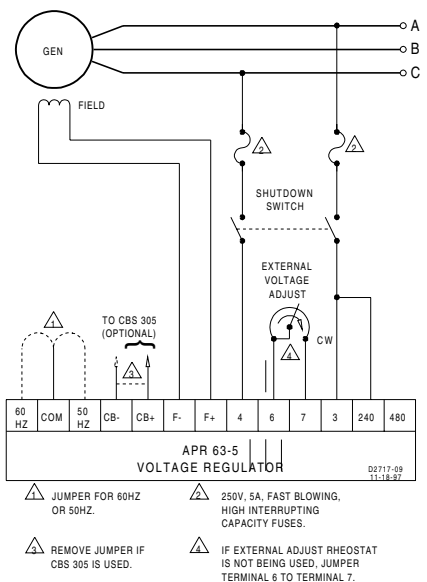 A
GEN
B
C
FIELD
2
2
SHUTDOWN
SWITCH
EXTERNAL
VOLTAGE
ADJUST
TO CBS 305
(OPTIONAL)
1
CW
3
4
60
HZ
COM
50
HZ
CB-
CB+
F-
F+
4
6
7
3
240
480
APR 63-5
VOLTAGE REGULATOR
D2717-09
11-18-97
1 JUMPER FOR 60HZ
OR 50HZ.
2 250V, 5A, FAST BLOWING,
HIGH INTERRUPTING
CAPACITY FUSES.
3 REMOVE JUMPER IF
CBS 305 IS USED.
4 IF EXTERNAL ADJUST RHEOSTAT
IS NOT BEING USED, JUMPER
TERMINAL 6 TO TERMINAL 7.